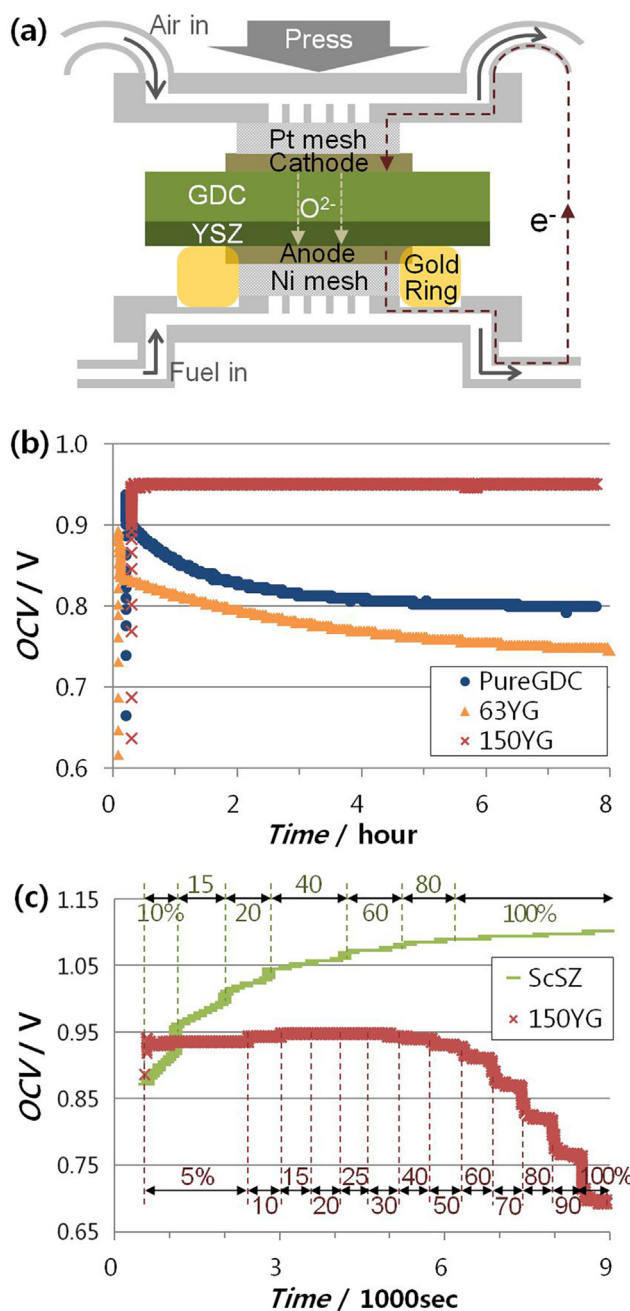 (a)
Air in
Press
Pt mesh
Cathode
GDC
O2-
YSZ
e-
Anode
Ni mesh
Gold
Ring
Fuel in
(b)
1.0
0.9
0.8
0.7
0.6
OCV / V
PureGDC
63YG
150YG
0 2 4 6 8
Time / hour
(c)
10% 15 20 40 60 80 100%
1.15
1.05
0.95
0.85
0.75
0.65
OCV / V
ScSZ
150YG
5% 10 15 20 25 30 40 50 60 70 80 90 100%
0 3 6 9
Time / 1000sec